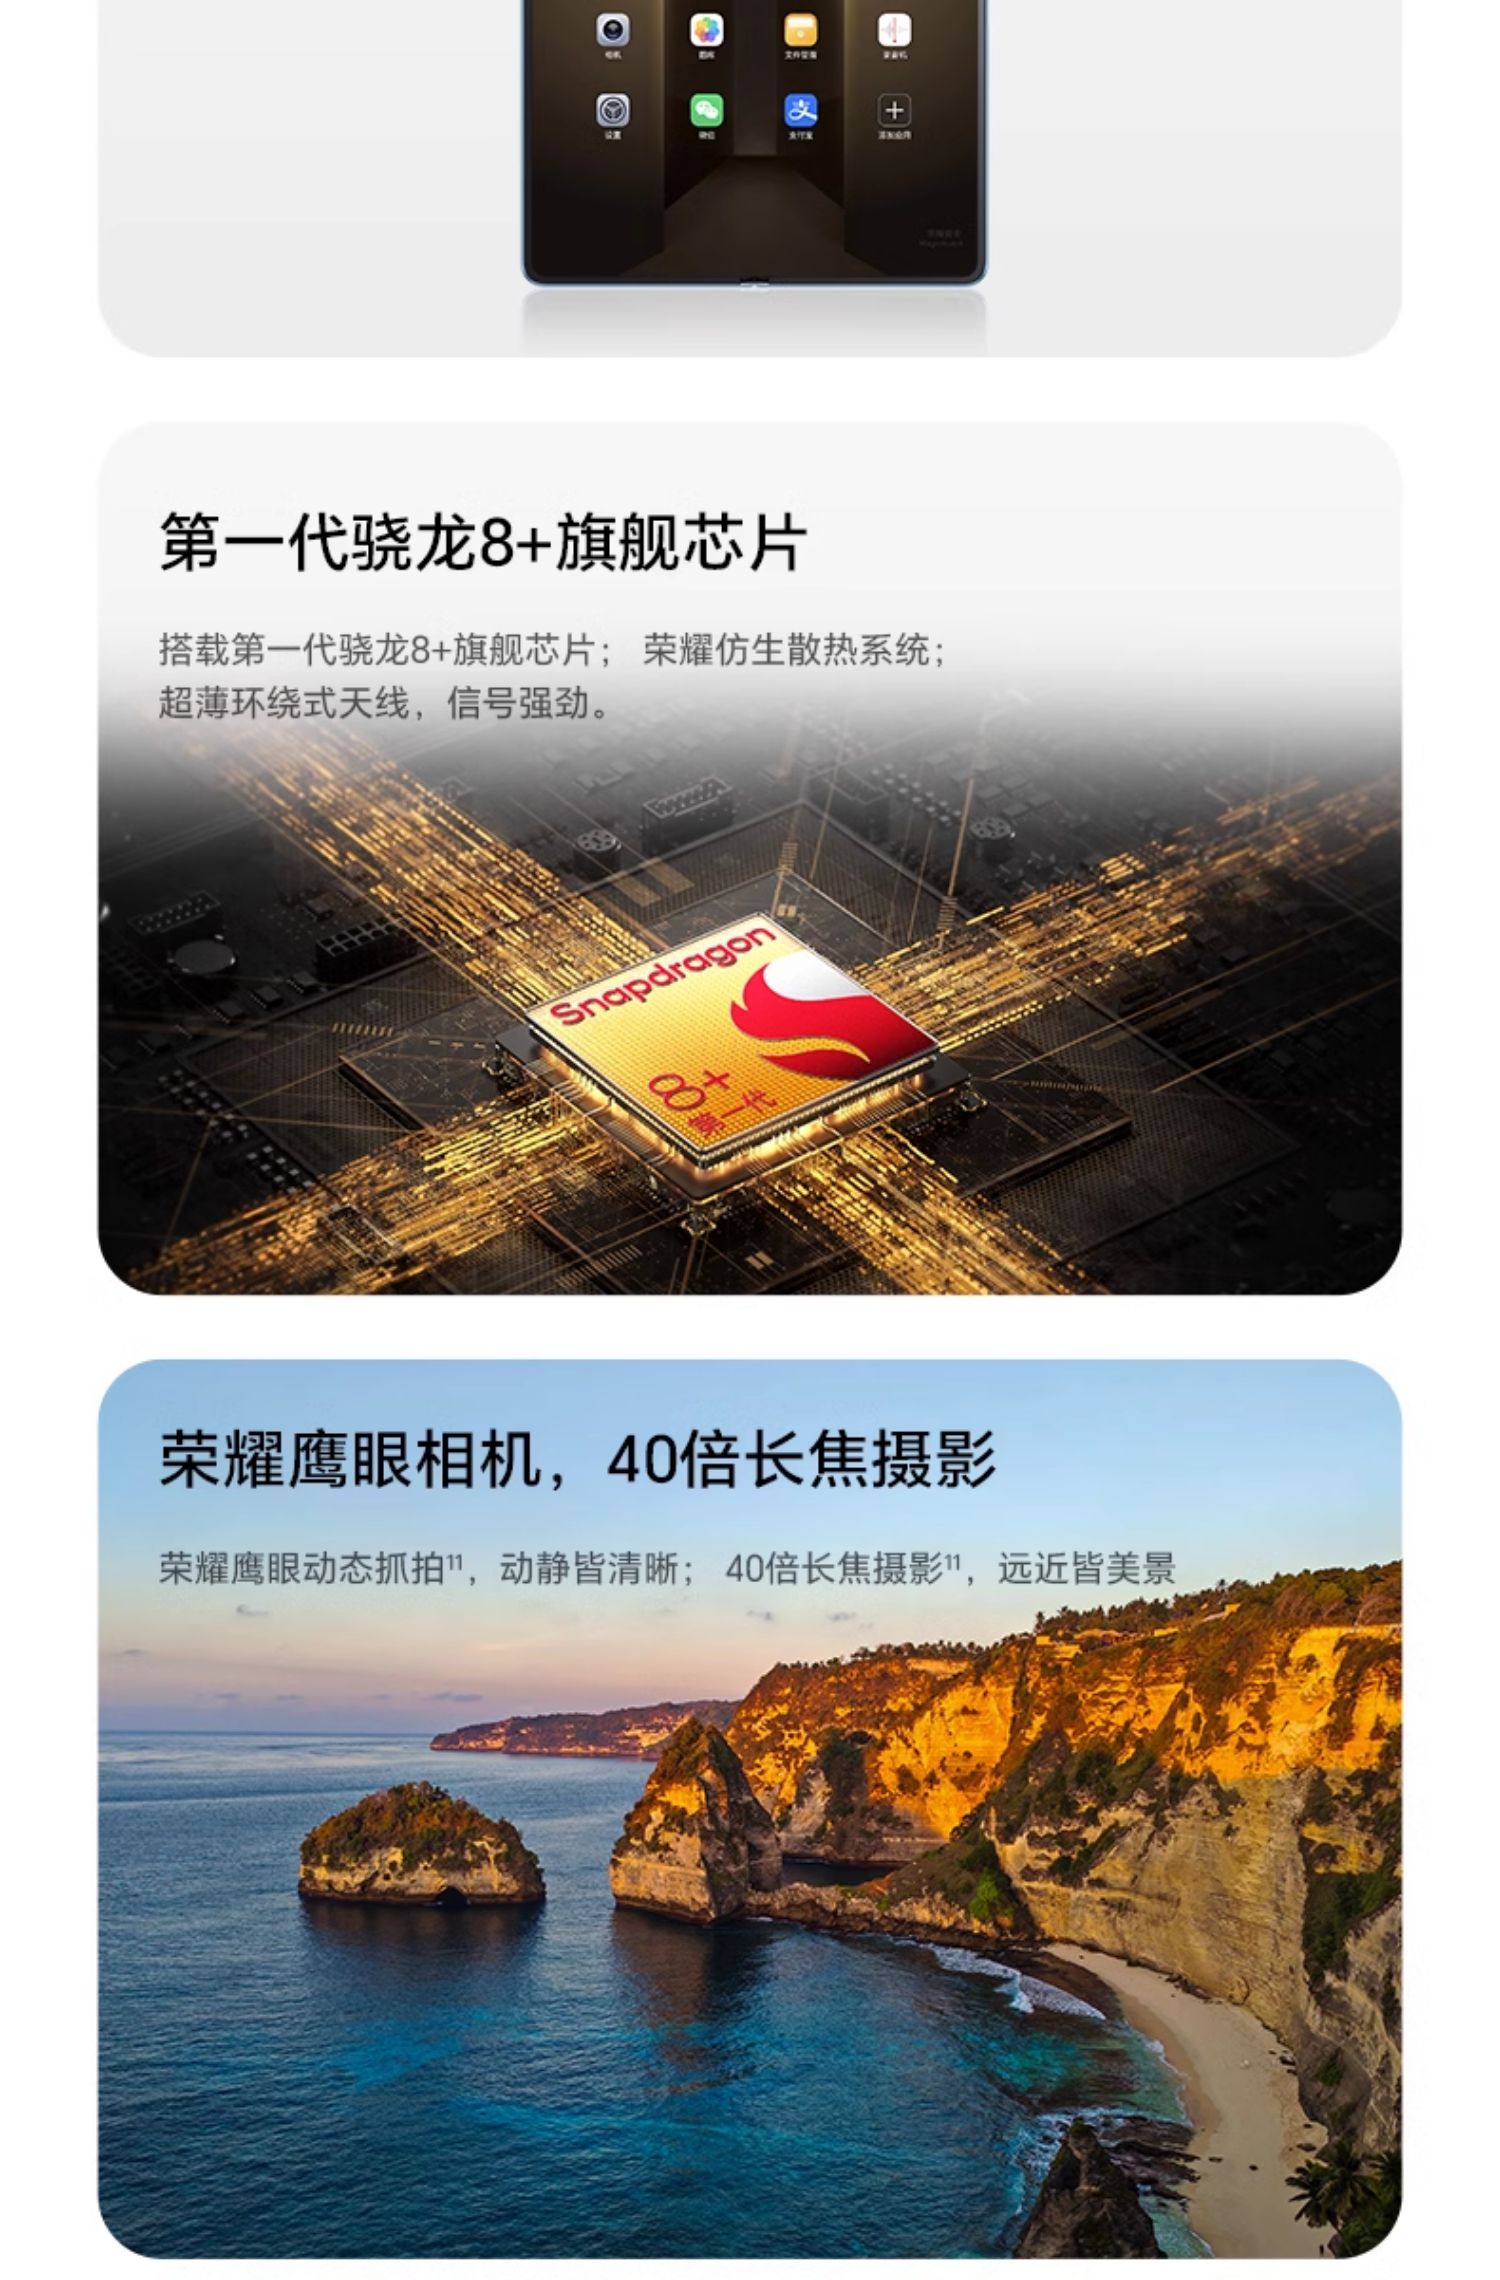 相机 图库 文件管理 录音机
设置 微信 支付宝 添加应用
第一代骁龙8+旗舰芯片
搭载第一代骁龙8+旗舰芯片； 荣耀仿生散热系统；
超薄环绕式天线，信号强劲。
Snapdragon
8+
第一代
荣耀鹰眼相机，40倍长焦摄影
荣耀鹰眼动态抓拍¹¹，动静皆清晰； 40倍长焦摄影¹¹，远近皆美景